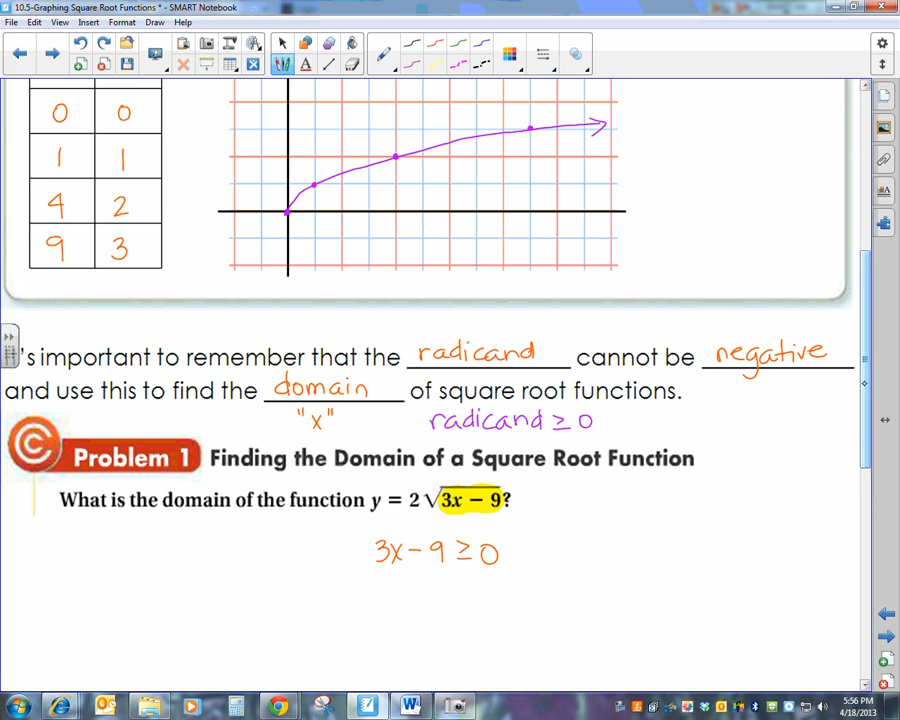 10.5-Graphing Square Root Functions * - SMART Notebook
File Edit View Insert Format Draw Help
0 0
1 1
4 2
9 3
It's important to remember that the radicand cannot be negative
and use this to find the domain of square root functions.
"x" radicand ≥ 0
Problem 1 Finding the Domain of a Square Root Function
What is the domain of the function y = 2√3x − 9?
3x − 9 ≥ 0
5:56 PM
4/18/2013